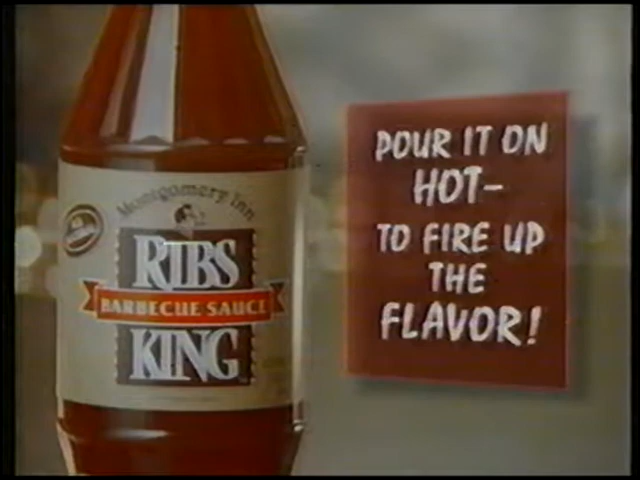 Montgomery Inn
RIBS
BARBECUE SAUCE
KING
POUR IT ON
HOT-
TO FIRE UP
THE
FLAVOR!